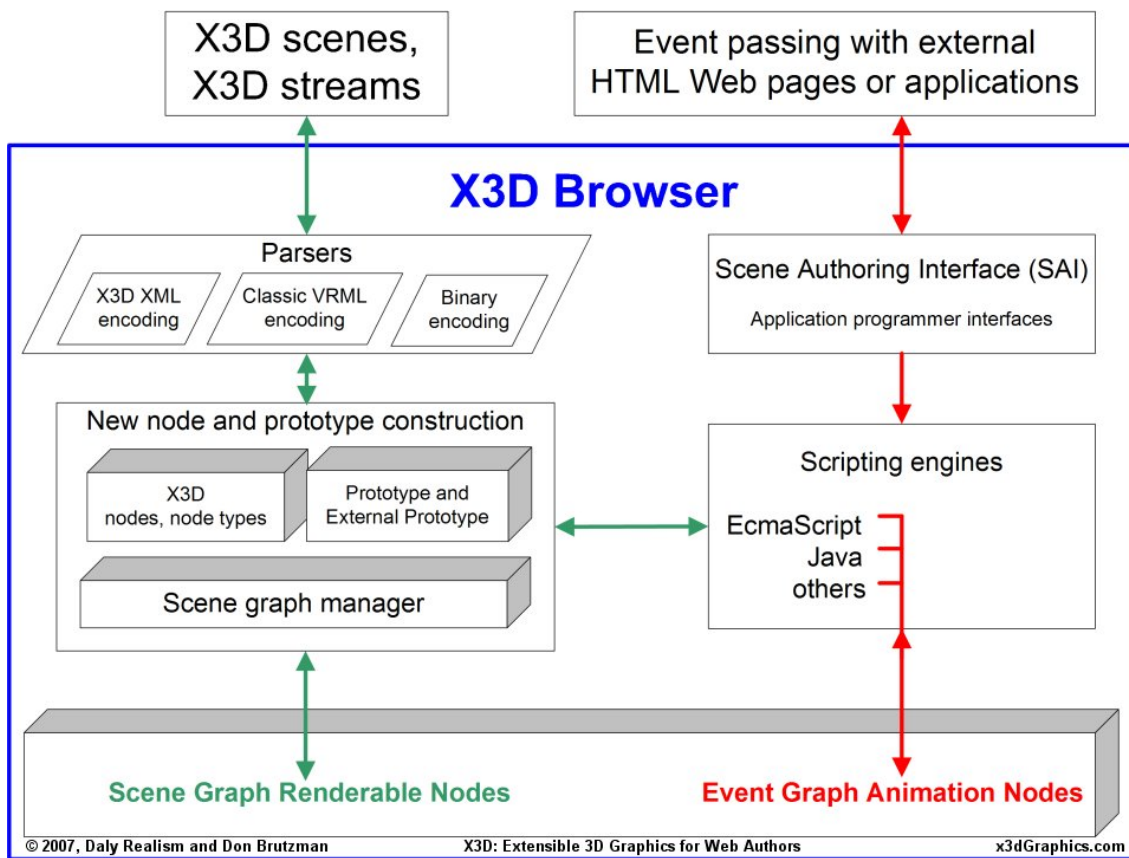 X3D scenes,
X3D streams
Event passing with external
HTML Web pages or applications
X3D Browser
Parsers
X3D XML
encoding
Classic VRML
encoding
Binary
encoding
Scene Authoring Interface (SAI)
Application programmer interfaces
New node and prototype construction
X3D
nodes, node types
Prototype and
External Prototype
Scene graph manager
Scripting engines
EcmaScript
Java
others
Scene Graph Renderable Nodes
Event Graph Animation Nodes
© 2007, Daly Realism and Don Brutzman
X3D: Extensible 3D Graphics for Web Authors
x3dGraphics.com